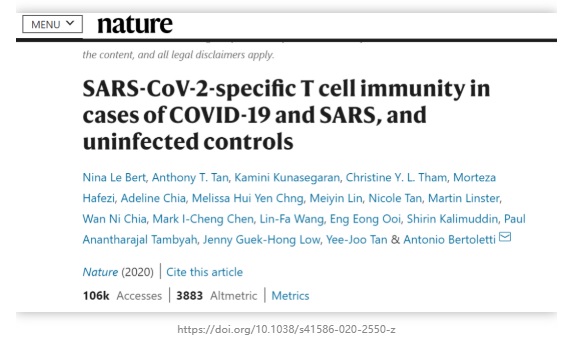 MENU nature
the content, and all legal disclaimers apply.
SARS-CoV-2-specific T cell immunity in
cases of COVID-19 and SARS, and
uninfected controls
Nina Le Bert, Anthony T. Tan, Kamini Kunasegaran, Christine Y. L. Tham, Morteza
Hafezi, Adeline Chia, Melissa Hui Yen Chng, Meiyin Lin, Nicole Tan, Martin Linster,
Wan Ni Chia, Mark I-Cheng Chen, Lin-Fa Wang, Eng Eong Ooi, Shirin Kalimuddin, Paul
Anantharajal Tambyah, Jenny Guek-Hong Low, Yee-Joo Tan & Antonio Bertoletti
Nature (2020) | Cite this article
106k Accesses | 3883 Altmetric | Metrics
https://doi.org/10.1038/s41586-020-2550-z